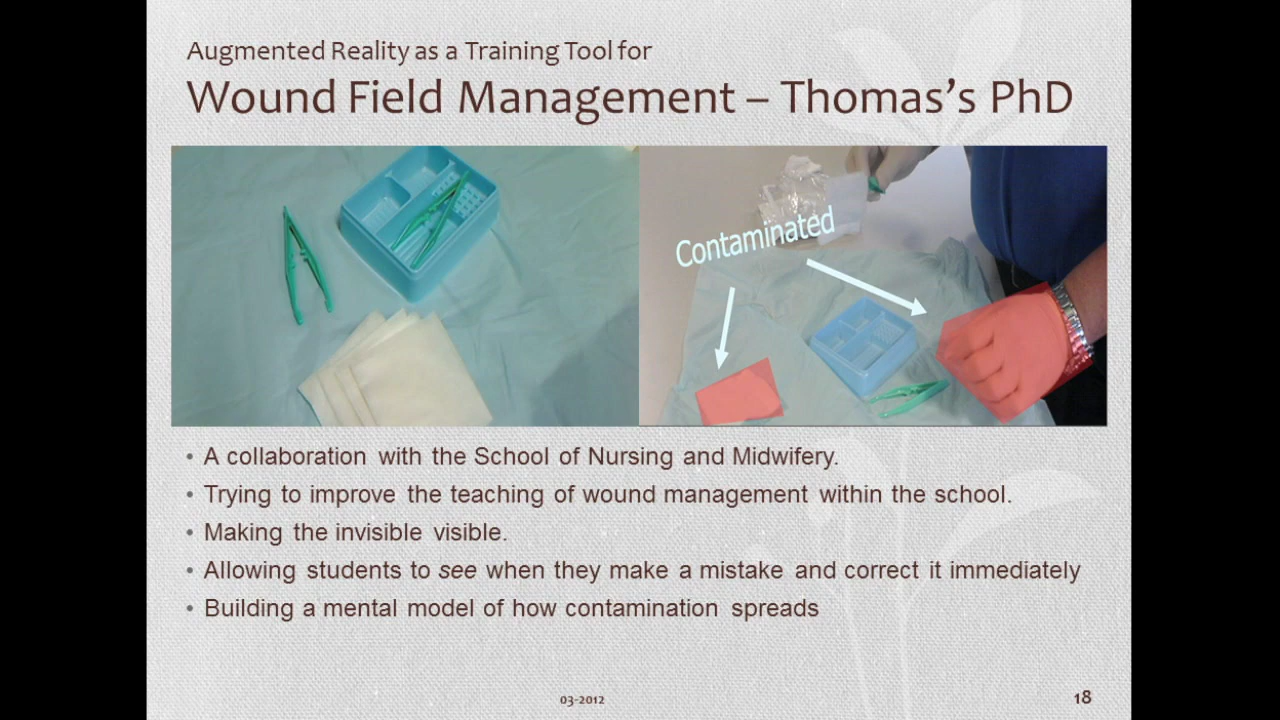 Augmented Reality as a Training Tool for
Wound Field Management – Thomas's PhD
Contaminated
• A collaboration with the School of Nursing and Midwifery.
• Trying to improve the teaching of wound management within the school.
• Making the invisible visible.
• Allowing students to see when they make a mistake and correct it immediately
• Building a mental model of how contamination spreads
03-2012
18